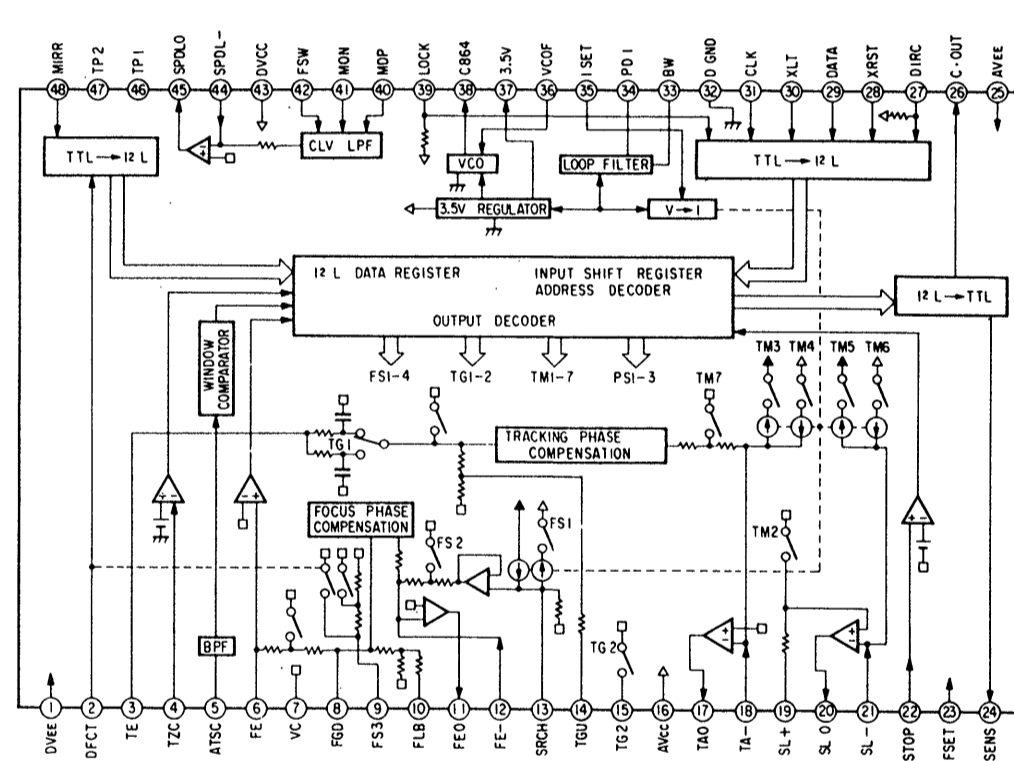 MIRR
TP2
TP1
SPDLO
SPDL-
DVCC
FSW
MON
MDP
LOCK
C864
3.5V
VCOF
ISET
PD1
BW
D GND
CLK
XLT
DATA
XRST
DIRC
C·OUT
AVEE
48
47
46
45
44
43
42
41
40
39
38
37
36
35
34
33
32
31
30
29
28
27
26
25
TTL→12 L
CLV LPF
VCO
LOOP FILTER
TTL → 12 L
3.5V REGULATOR
V→I
12 L DATA REGISTER
INPUT SHIFT REGISTER
ADDRESS DECODER
OUTPUT DECODER
12 L→TTL
WINDOW
COMPARATOR
FS1-4
TG1-2
TM1-7
PS1-3
TM7
TM3
TM4
TM5
TM6
TG1
TRACKING PHASE
COMPENSATION
FOCUS PHASE
COMPENSATION
FS2
FS1
TM2
BPF
TG2
1
2
3
4
5
6
7
8
9
10
11
12
13
14
15
16
17
18
19
20
21
22
23
24
DVEE
DFCT
TE
TZC
ATSC
FE
VC
FGD
FS3
FLB
FEO
FE-
SRCH
TGU
TG2
AVcc
TAO
TA-
SL+
SLO
SL-
STOP
FSET
SENS